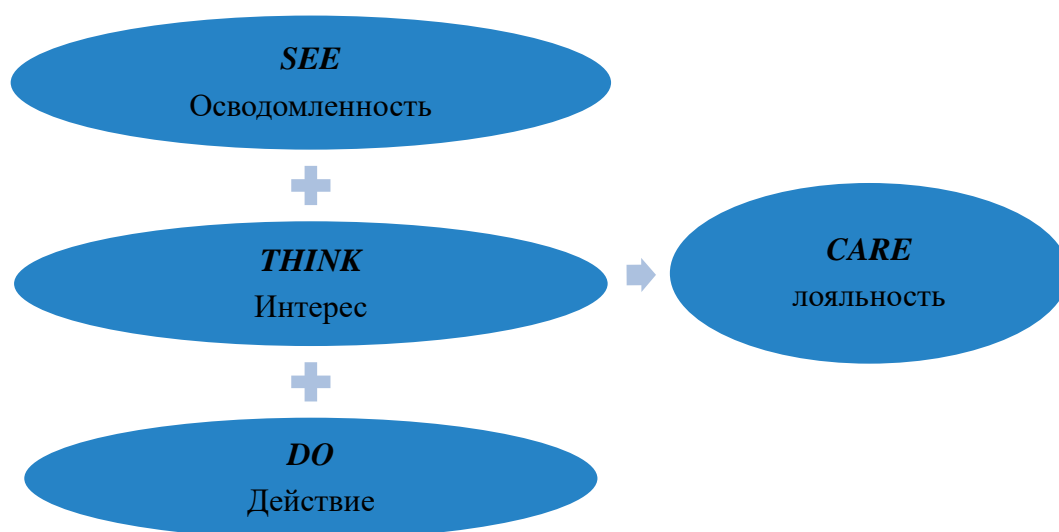 SEE
Осводомленность
THINK
Интерес
CARE
лояльность
DO
Действие